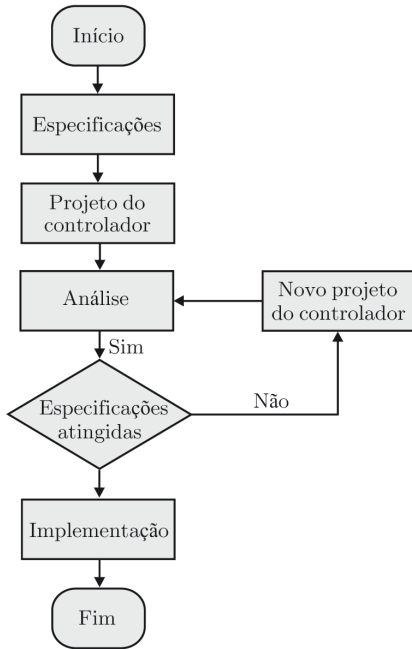 Início
Especificações
Projeto do
controlador
Análise
Novo projeto
do controlador
Sim
Especificações
atingidas
Não
Implementação
Fim